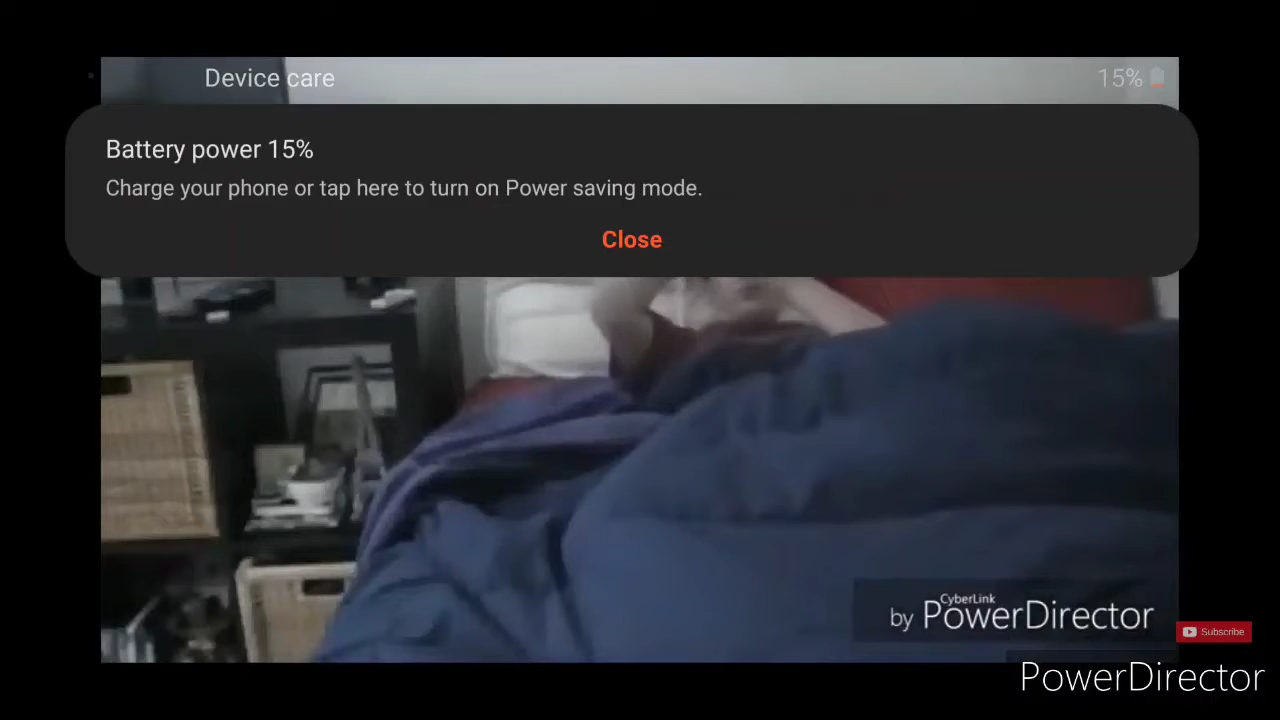 Device care
15%
Battery power 15%
Charge your phone or tap here to turn on Power saving mode.
Close
CyberLink
by PowerDirector
Subscribe
PowerDirector